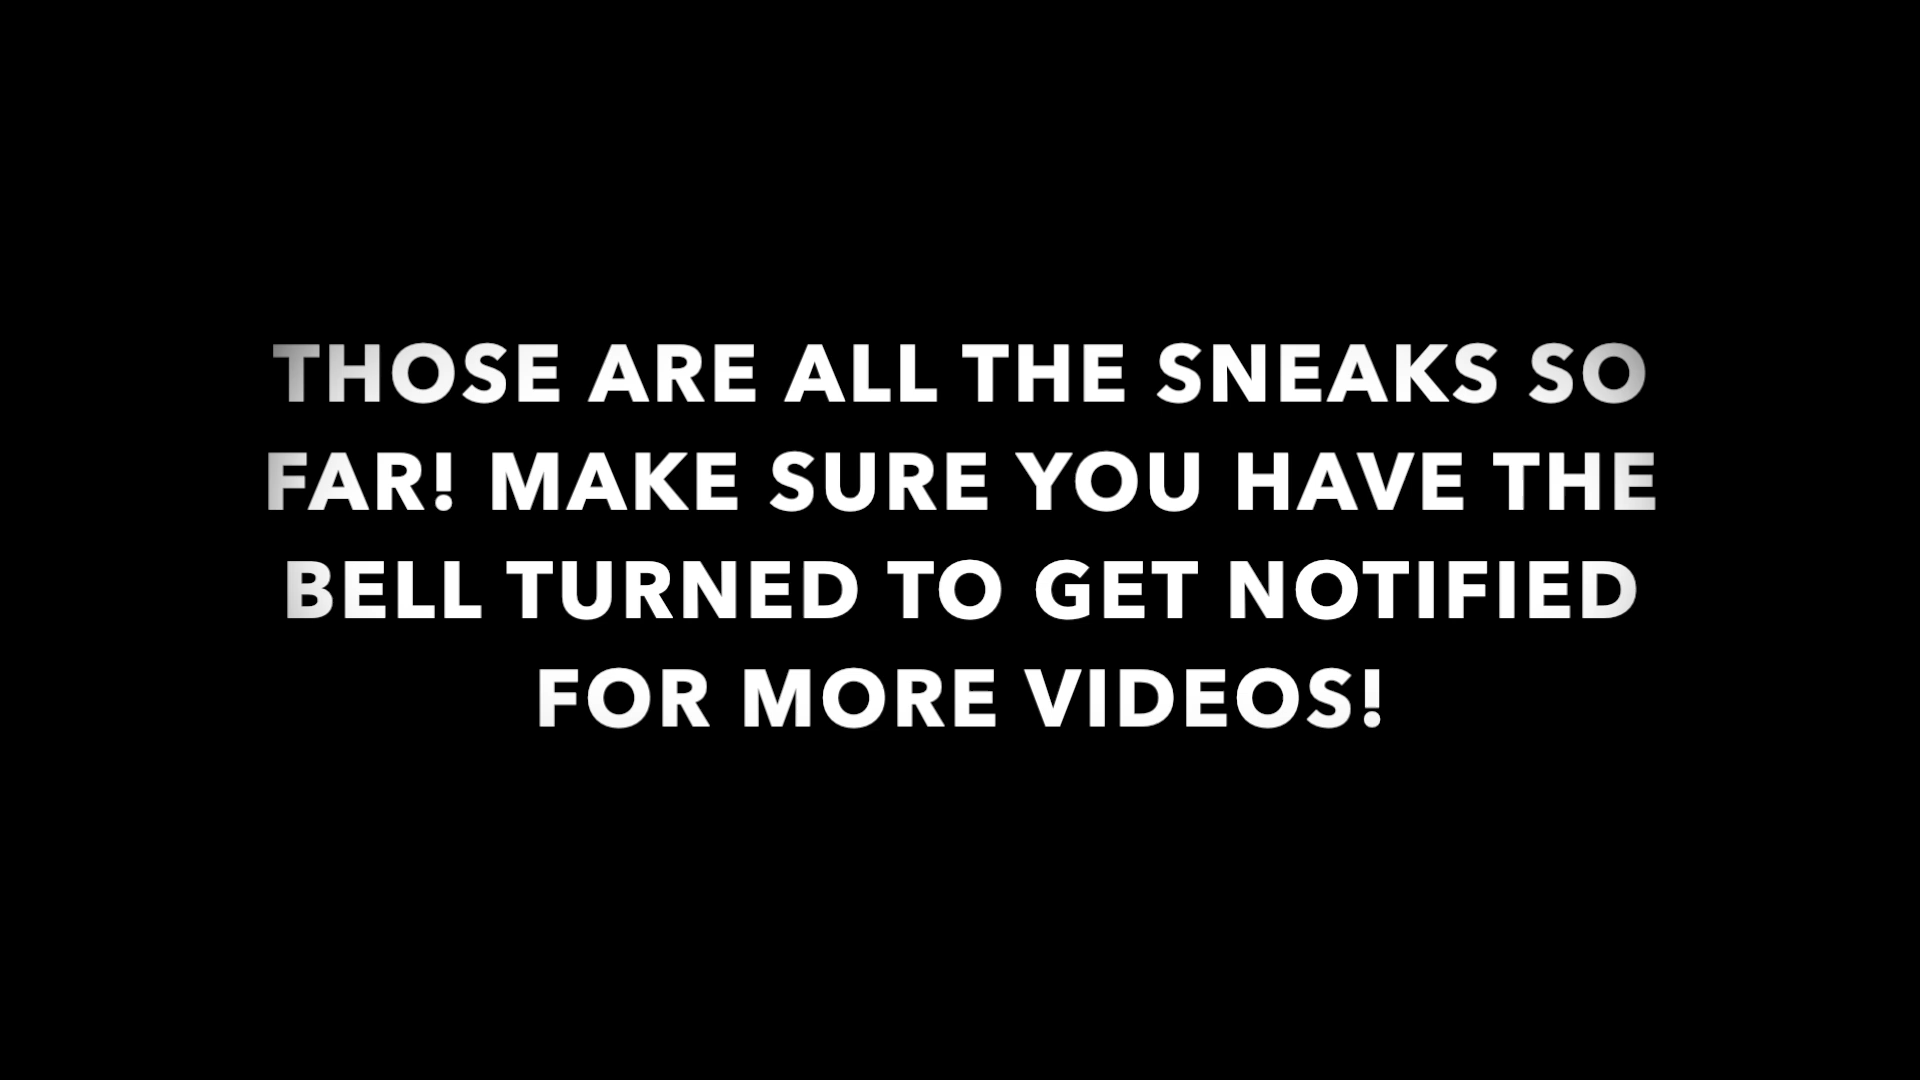 THOSE ARE ALL THE SNEAKS SO
FAR! MAKE SURE YOU HAVE THE
BELL TURNED TO GET NOTIFIED
FOR MORE VIDEOS!